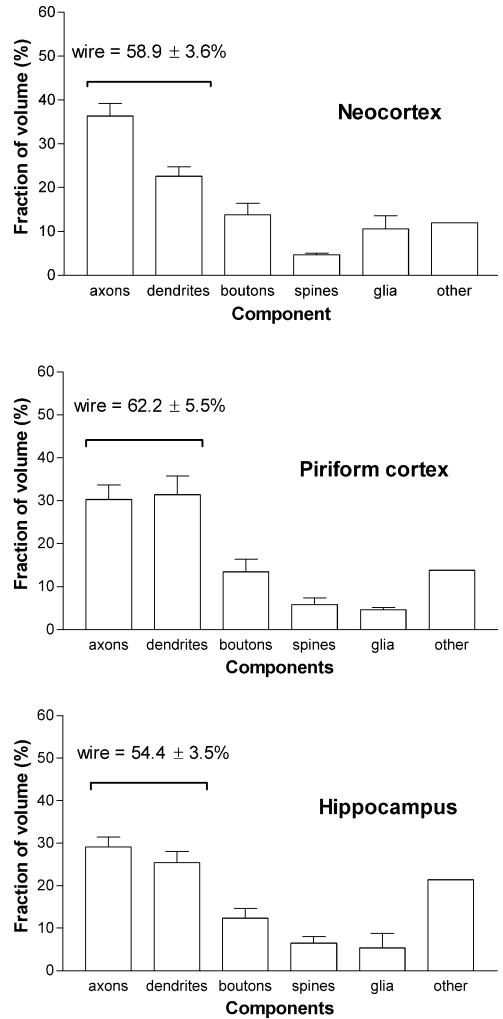 60
wire = 58.9 ± 3.6%
50
40
Neocortex
30
20
10
0
Fraction of volume (%)
axons dendrites boutons spines glia other
Component
60
wire = 62.2 ± 5.5%
50
40
Piriform cortex
30
20
10
0
Fraction of volume (%)
axons dendrites boutons spines glia other
Components
60
wire = 54.4 ± 3.5%
50
40
Hippocampus
30
20
10
0
Fraction of volume (%)
axons dendrites boutons spines glia other
Components